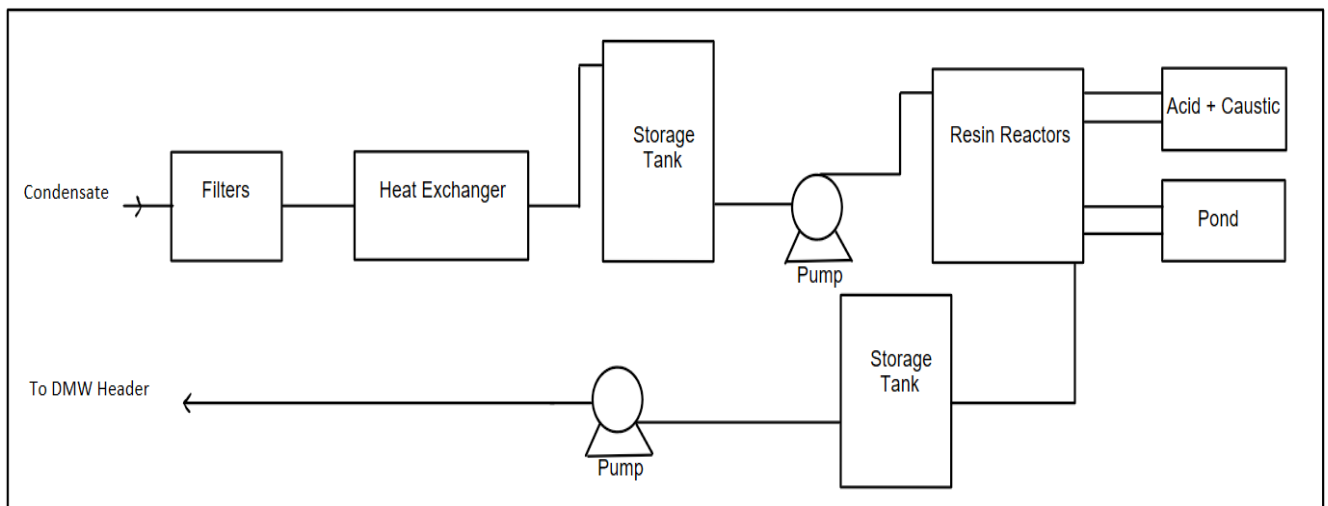 Condensate
Filters
Heat Exchanger
Storage
Tank
Pump
Resin Reactors
Acid + Caustic
Pond
Storage
Tank
Pump
To DMW Header